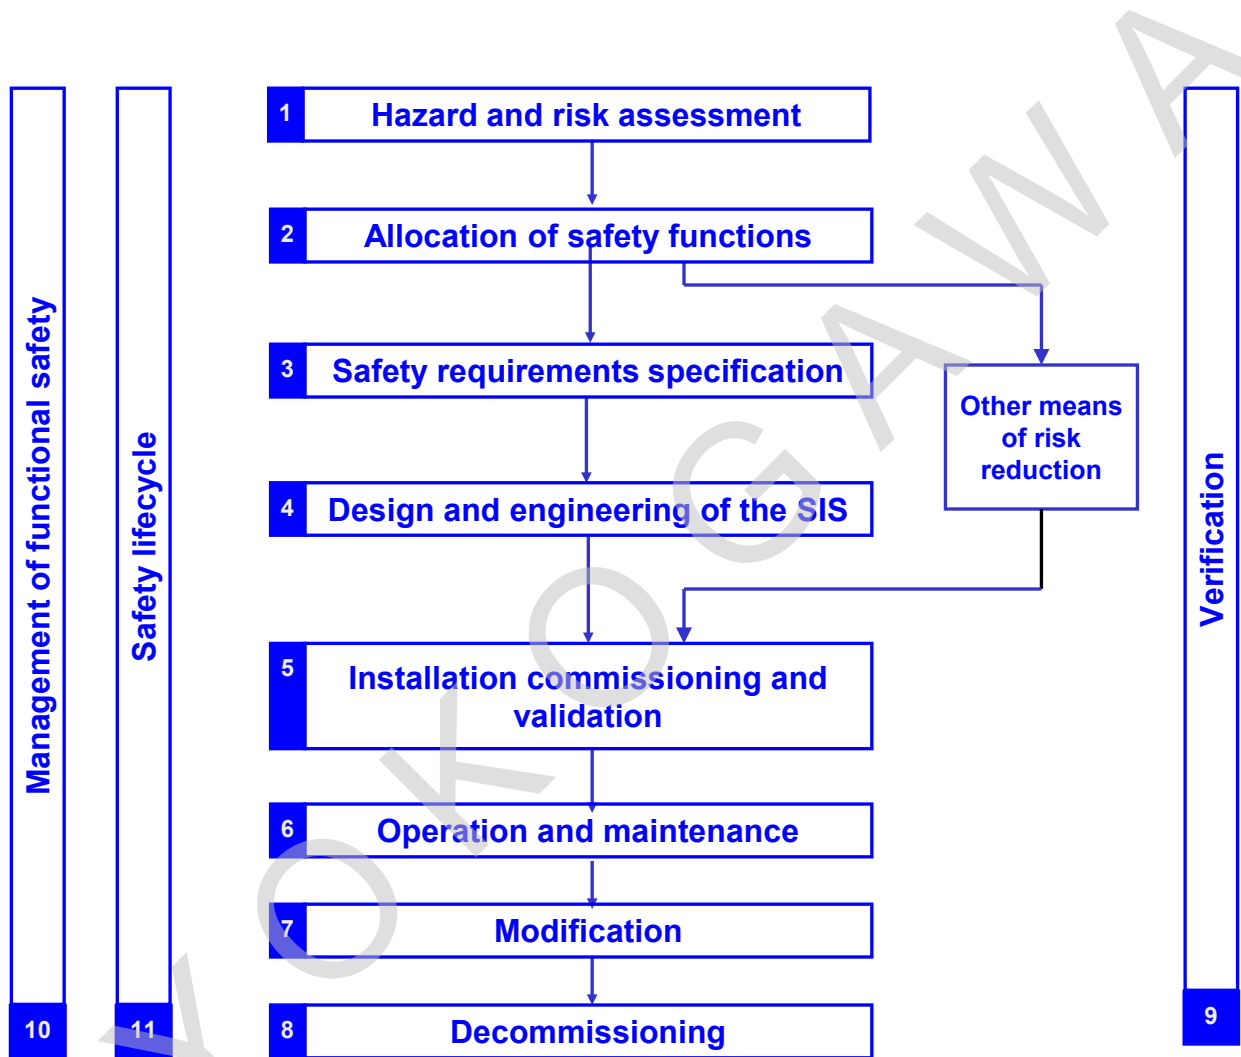 1 Hazard and risk assessment
2 Allocation of safety functions
3 Safety requirements specification
Other means
of risk
reduction
4 Design and engineering of the SIS
5 Installation commissioning and
validation
6 Operation and maintenance
7 Modification
8 Decommissioning
Management of functional safety
10
Safety lifecycle
11
Verification
9
YOKOGAWA